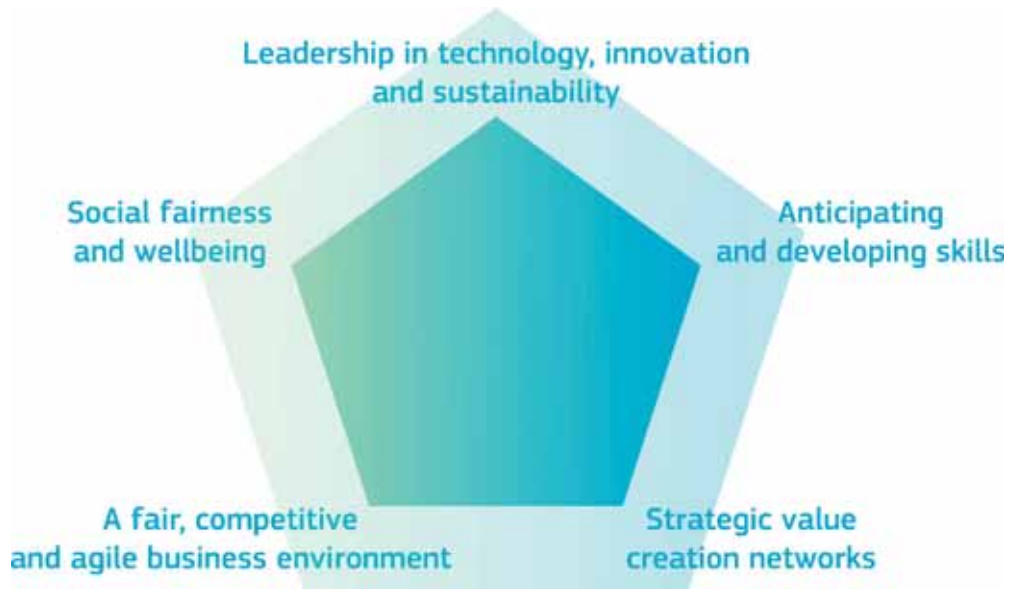 Leadership in technology, innovation
and sustainability
Social fairness
and wellbeing
Anticipating
and developing skills
A fair, competitive
and agile business environment
Strategic value
creation networks